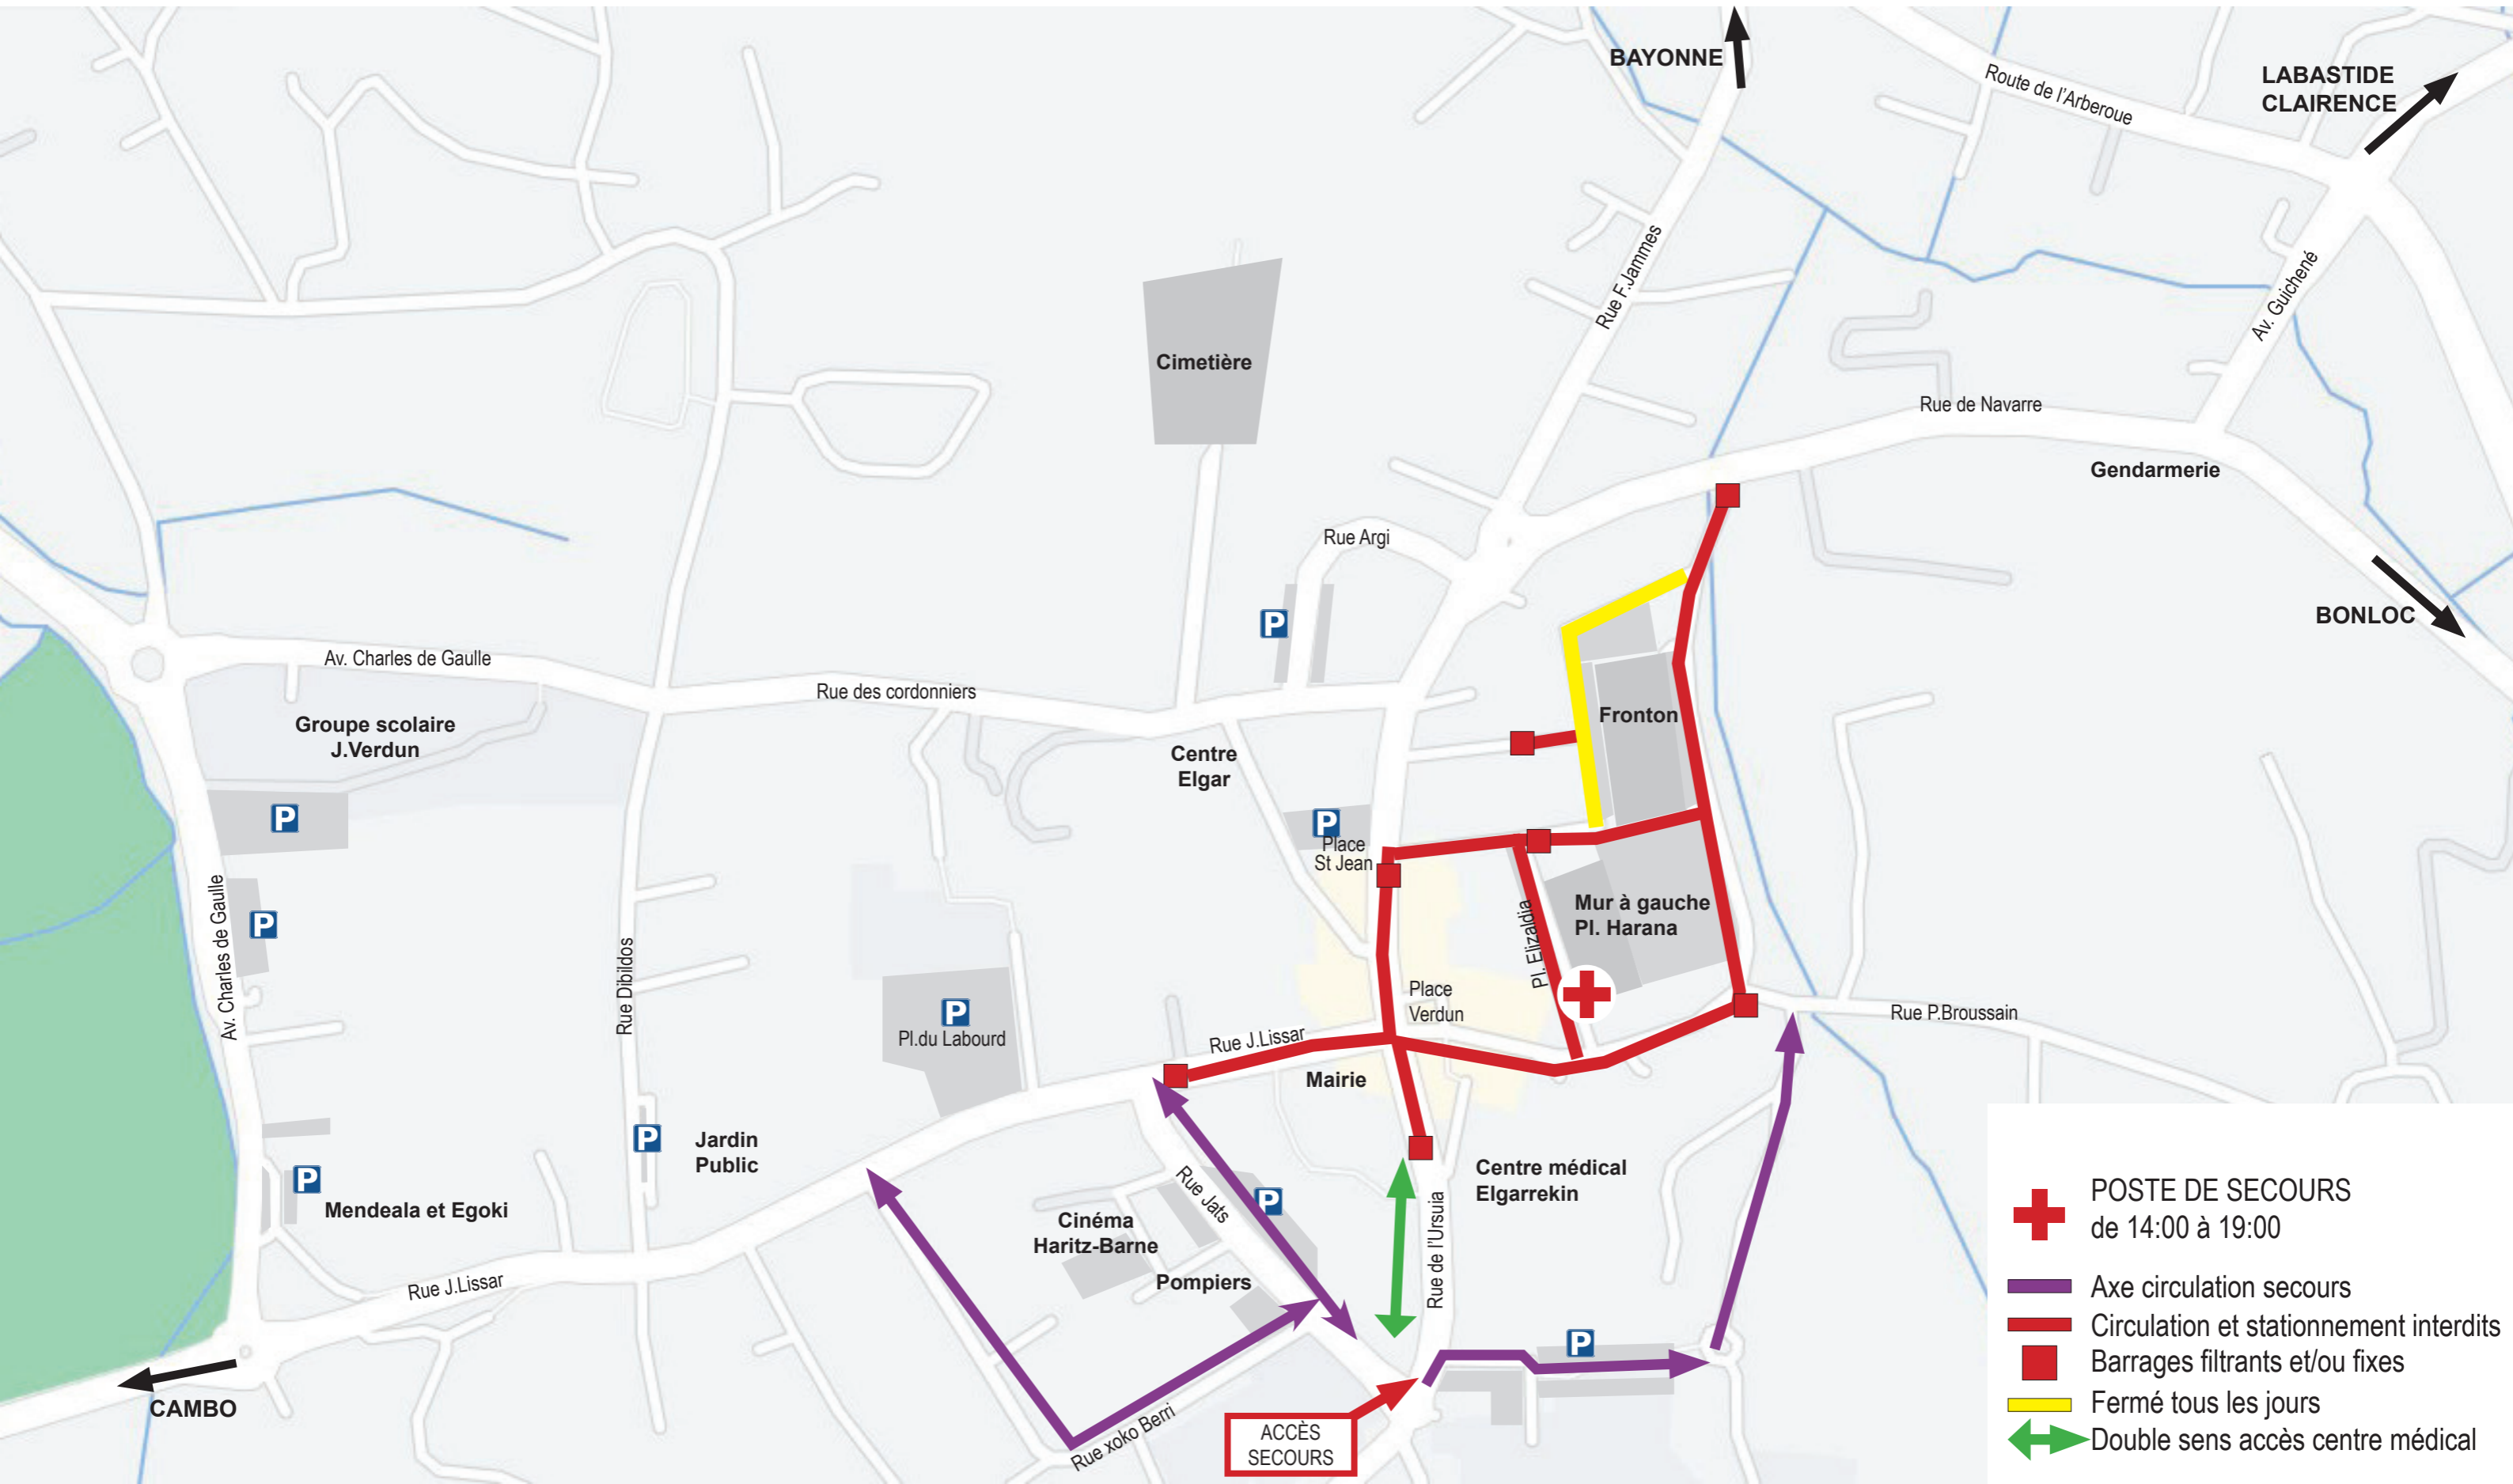 BAYONNE
LABASTIDE
CLAIRENCE
Route de l'Arberoue
Rue F.Jammes
Av. Guichené
Cimetière
Rue de Navarre
Gendarmerie
Rue Argi
P
BONLOC
Av. Charles de Gaulle
Rue des cordonniers
Groupe scolaire
J.Verdun
Fronton
Centre
Elgar
P
P
Place
St Jean
Mur à gauche
Pl. Harana
Pl. Elizaldia
P
Av. Charles de Gaulle
Rue Dibildos
P
Pl.du Labourd
Place
Verdun
Rue P.Broussain
Rue J.Lissar
Mairie
P
Jardin
Public
P
Mendeala et Egoki
Rue Jats
P
Centre médical
Elgarrekin
Cinéma
Haritz-Barne
Rue de l'Ursuia
Pompiers
Rue J.Lissar
P
CAMBO
Rue xoko Berri
ACCÈS
SECOURS
POSTE DE SECOURS
de 14:00 à 19:00
Axe circulation secours
Circulation et stationnement interdits
Barrages filtrants et/ou fixes
Fermé tous les jours
Double sens accès centre médical